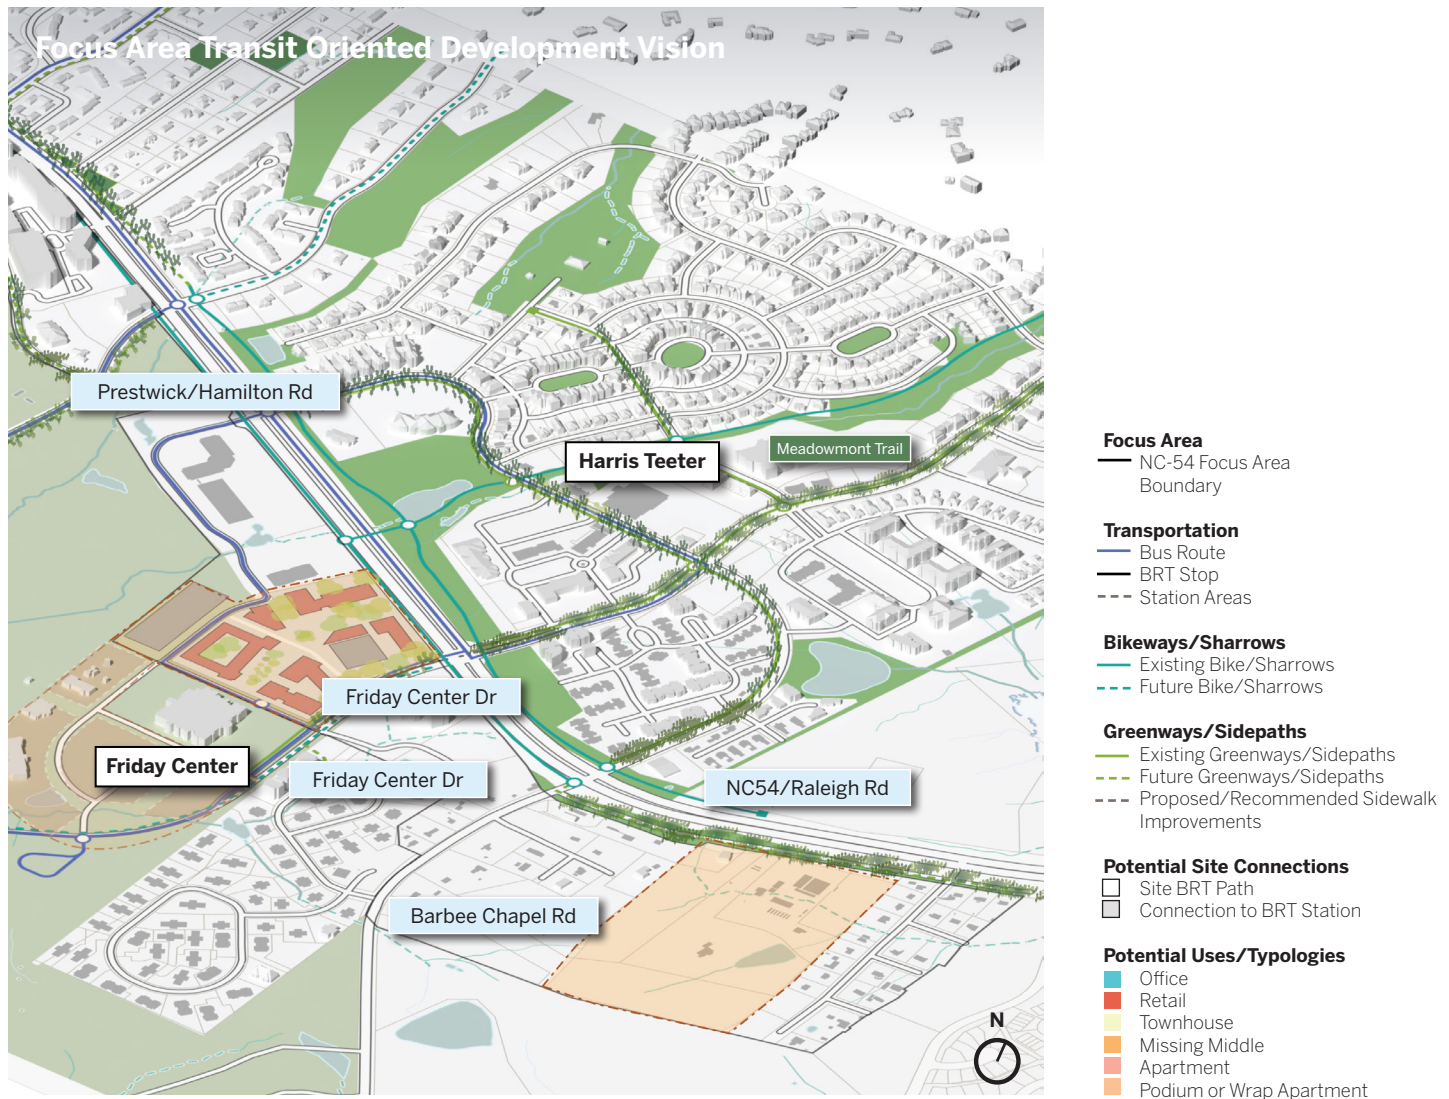 Focus Area Transit Oriented Development Vision
Prestwick/Hamilton Rd
Harris Teeter
Meadowmont Trail
Friday Center Dr
Friday Center
Friday Center Dr
NC54/Raleigh Rd
Barbee Chapel Rd
N
Focus Area
NC-54 Focus Area
Boundary
Transportation
Bus Route
BRT Stop
Station Areas
Bikeways/Sharrows
Existing Bike/Sharrows
Future Bike/Sharrows
Greenways/Sidepaths
Existing Greenways/Sidepaths
Future Greenways/Sidepaths
Proposed/Recommended Sidewalk
Improvements
Potential Site Connections
Site BRT Path
Connection to BRT Station
Potential Uses/Typologies
Office
Retail
Townhouse
Missing Middle
Apartment
Podium or Wrap Apartment